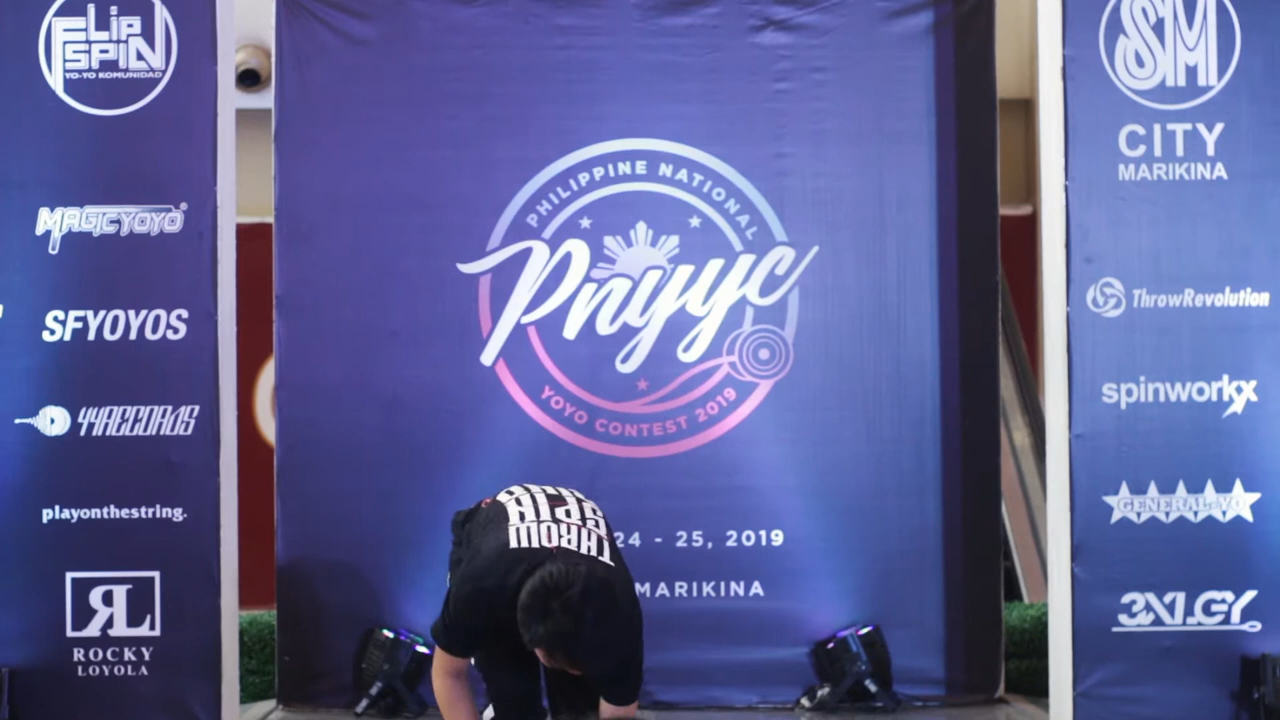 FLIP
SPIN
YO-YO KOMUNIDAD
MAGICYOYO
SFYOYOS
44RECORDS
playonthestring.
RL
ROCKY
LOYOLA
PHILIPPINE NATIONAL
Pnyyc
YOYO CONTEST 2019
24 - 25, 2019
MARIKINA
THROW
SPIN
SM
CITY
MARIKINA
ThrowRevolution
spinworkx
GENERAL-YO
3XLGY